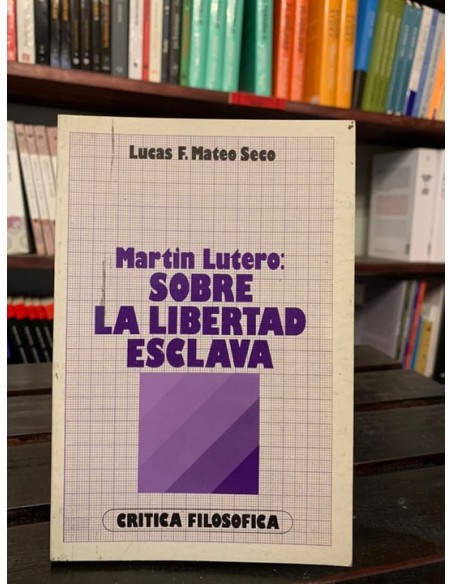 Lucas F. Mateo Seco
Martin Lutero:
SOBRE
LA LIBERTAD
ESCLAVA
CRITICA FILOSOFICA